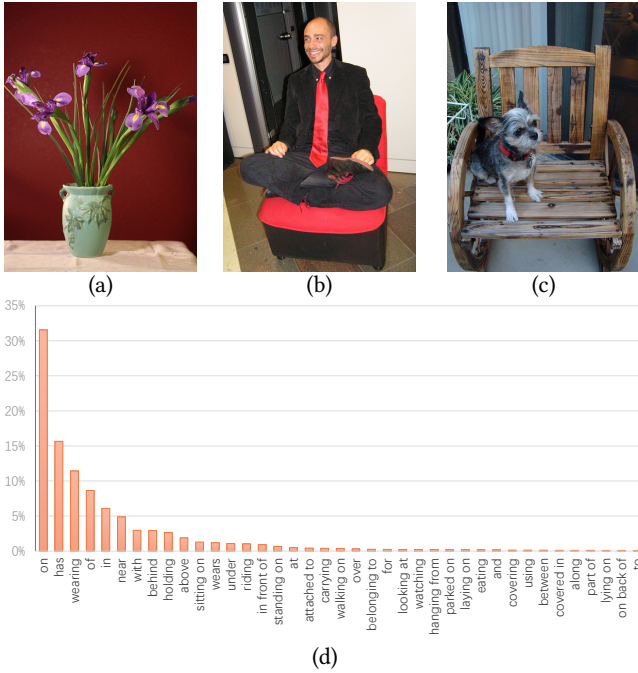 (a)
(b)
(c)
35%
30%
25%
20%
15%
10%
5%
0%
on
has
wearing
of
in
near
with
behind
holding
above
sitting on
wears
under
riding
in front of
standing on
at
attached to
carrying
walking on
over
belonging to
for
looking at
watching
hanging from
parked on
laying on
eating
and
covering
using
between
covered in
along
part of
lying on
on back of
to
(d)